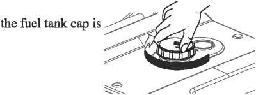 the fuel tank cap is